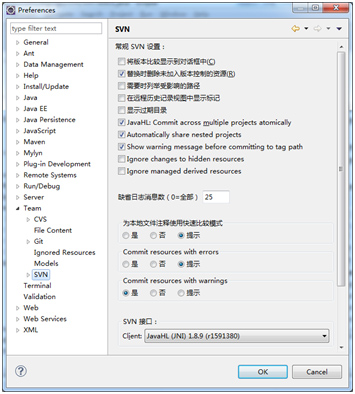 Preferences
type filter text
General
Ant
Data Management
Help
Install/Update
Java
Java EE
Java Persistence
JavaScript
Maven
Mylyn
Plug-in Development
Remote Systems
Run/Debug
Server
Team
CVS
File Content
Git
Ignored Resources
Models
SVN
Terminal
Validation
Web
Web Services
XML
SVN
常规 SVN 设置：
将版本比较显示到对话框中(C)
替换时删除未加入版本控制的资源(R)
需要时列举受影响的路径
在远程历史记录视图中显示标记
显示过期目录
JavaHL: Commit across multiple projects atomically
Automatically share nested projects
Show warning message before committing to tag path
Ignore changes to hidden resources
Ignore managed derived resources
缺省日志消息数（0=全部） 25
为本地文件注释使用快速比较模式
是 否 提示
Commit resources with errors
是 否 提示
Commit resources with warnings
是 否 提示
SVN 接口：
Client: JavaHL (JNI) 1.8.9 (r1591380)
OK Cancel